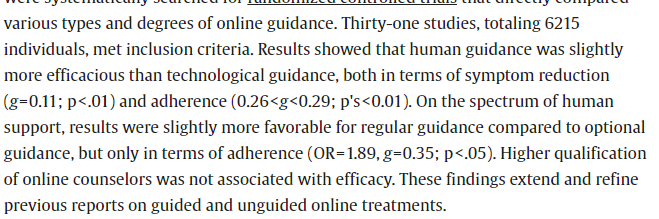 were systematically searched for randomized controlled trials that directly compared
various types and degrees of online guidance. Thirty-one studies, totaling 6215
individuals, met inclusion criteria. Results showed that human guidance was slightly
more efficacious than technological guidance, both in terms of symptom reduction
(g=0.11; p<.01) and adherence (0.26<g<0.29; p's<0.01). On the spectrum of human
support, results were slightly more favorable for regular guidance compared to optional
guidance, but only in terms of adherence (OR=1.89, g=0.35; p<.05). Higher qualification
of online counselors was not associated with efficacy. These findings extend and refine
previous reports on guided and unguided online treatments.